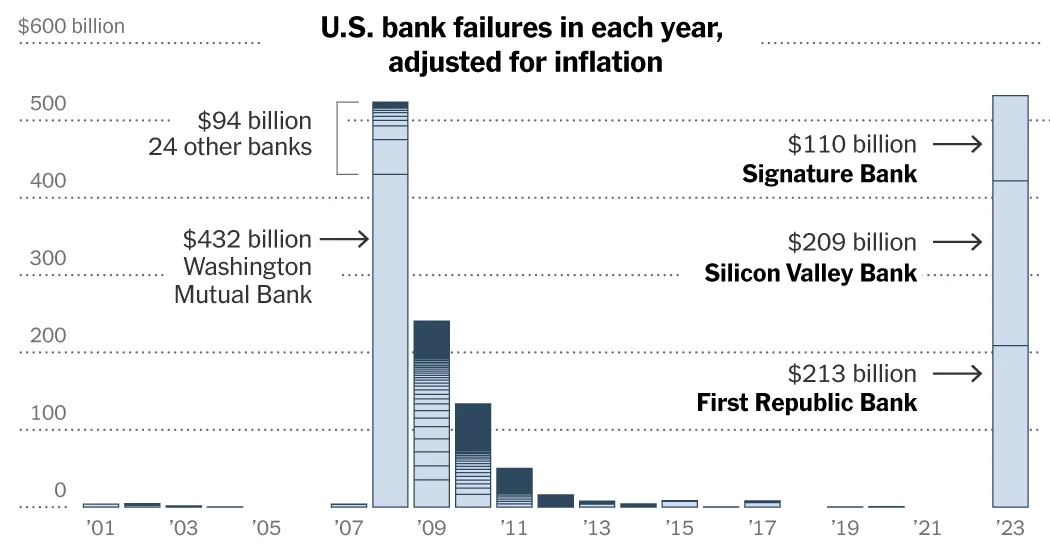 U.S. bank failures in each year,
adjusted for inflation
$600 billion
500
400
300
200
100
0
$94 billion
24 other banks
$432 billion
Washington
Mutual Bank
$110 billion
Signature Bank
$209 billion
Silicon Valley Bank
$213 billion
First Republic Bank
’01 ’03 ’05 ’07 ’09 ’11 ’13 ’15 ’17 ’19 ’21 ’23